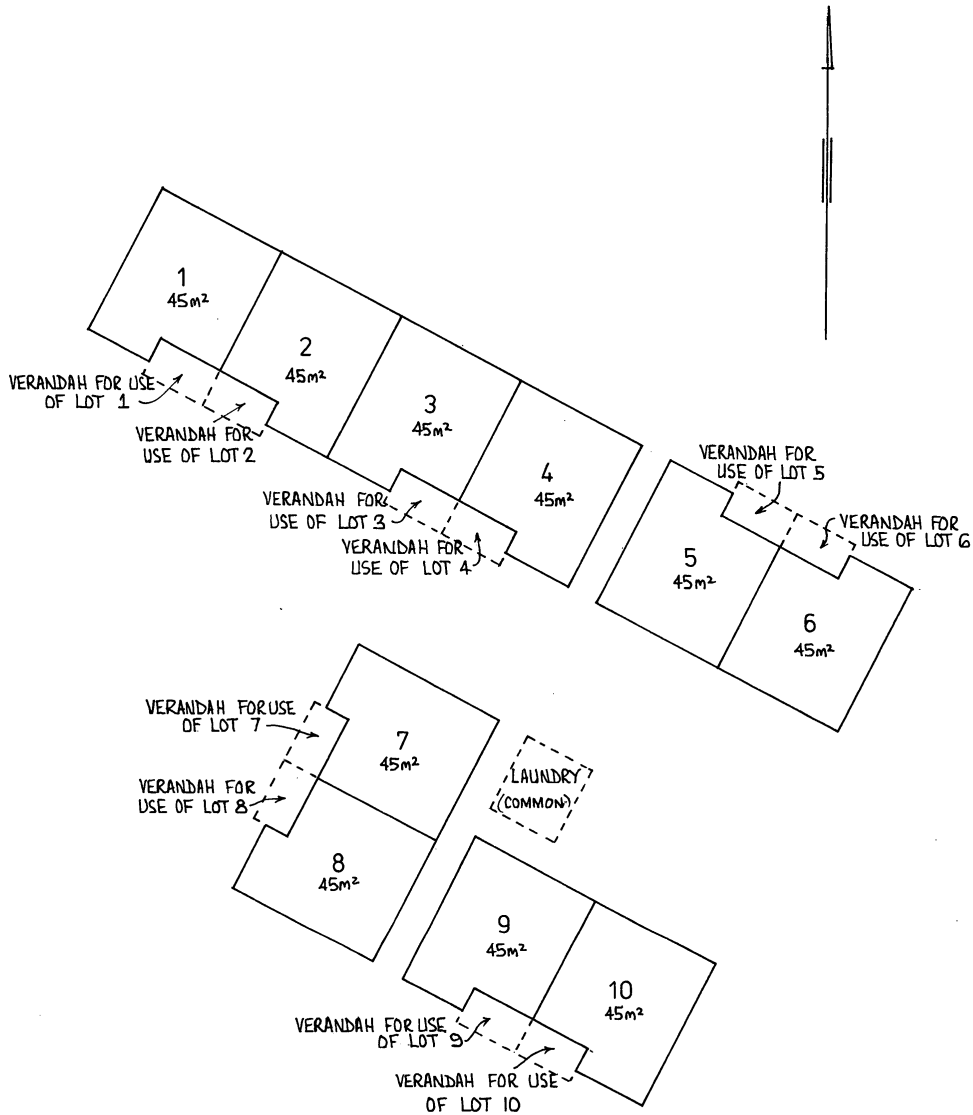 1
45m²
2
45m²
3
45m²
4
45m²
VERANDAH FOR USE
OF LOT 1
VERANDAH FOR
USE OF LOT 2
VERANDAH FOR
USE OF LOT 3
VERANDAH FOR
USE OF LOT 4
VERANDAH FOR
USE OF LOT 5
VERANDAH FOR
USE OF LOT 6
5
45m²
6
45m²
VERANDAH FOR USE
OF LOT 7
7
45m²
LAUNDRY
(COMMON)
VERANDAH FOR
USE OF LOT 8
8
45m²
9
45m²
10
45m²
VERANDAH FOR USE
OF LOT 9
VERANDAH FOR USE
OF LOT 10